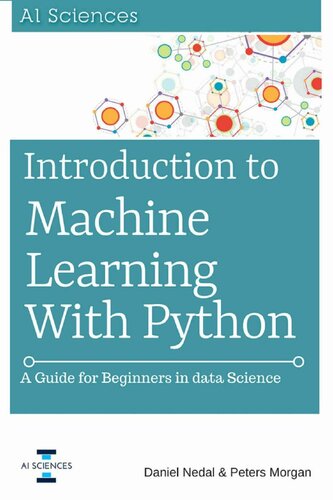 AI Sciences
Introduction to
Machine
Learning
With Python
A Guide for Beginners in data Science
AI SCIENCES
Daniel Nedal & Peters Morgan